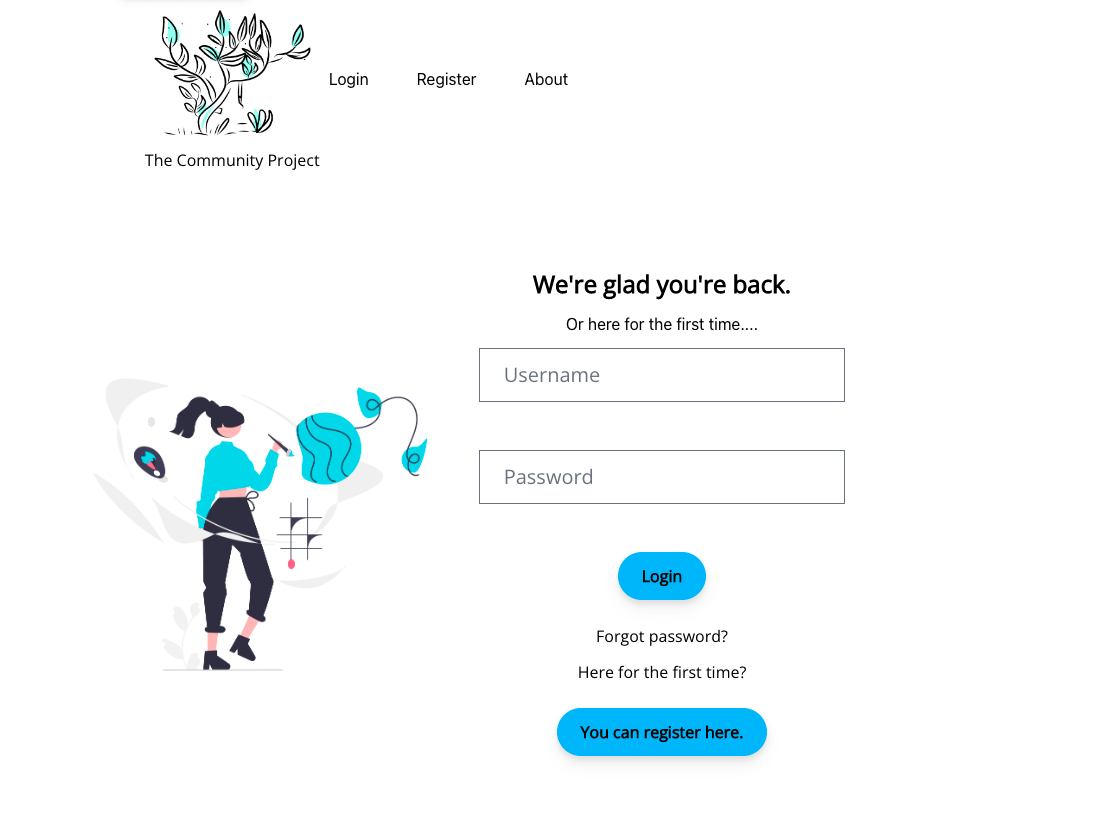 Login
Register
About
The Community Project
We're glad you're back.
Or here for the first time....
Username
Password
Login
Forgot password?
Here for the first time?
You can register here.